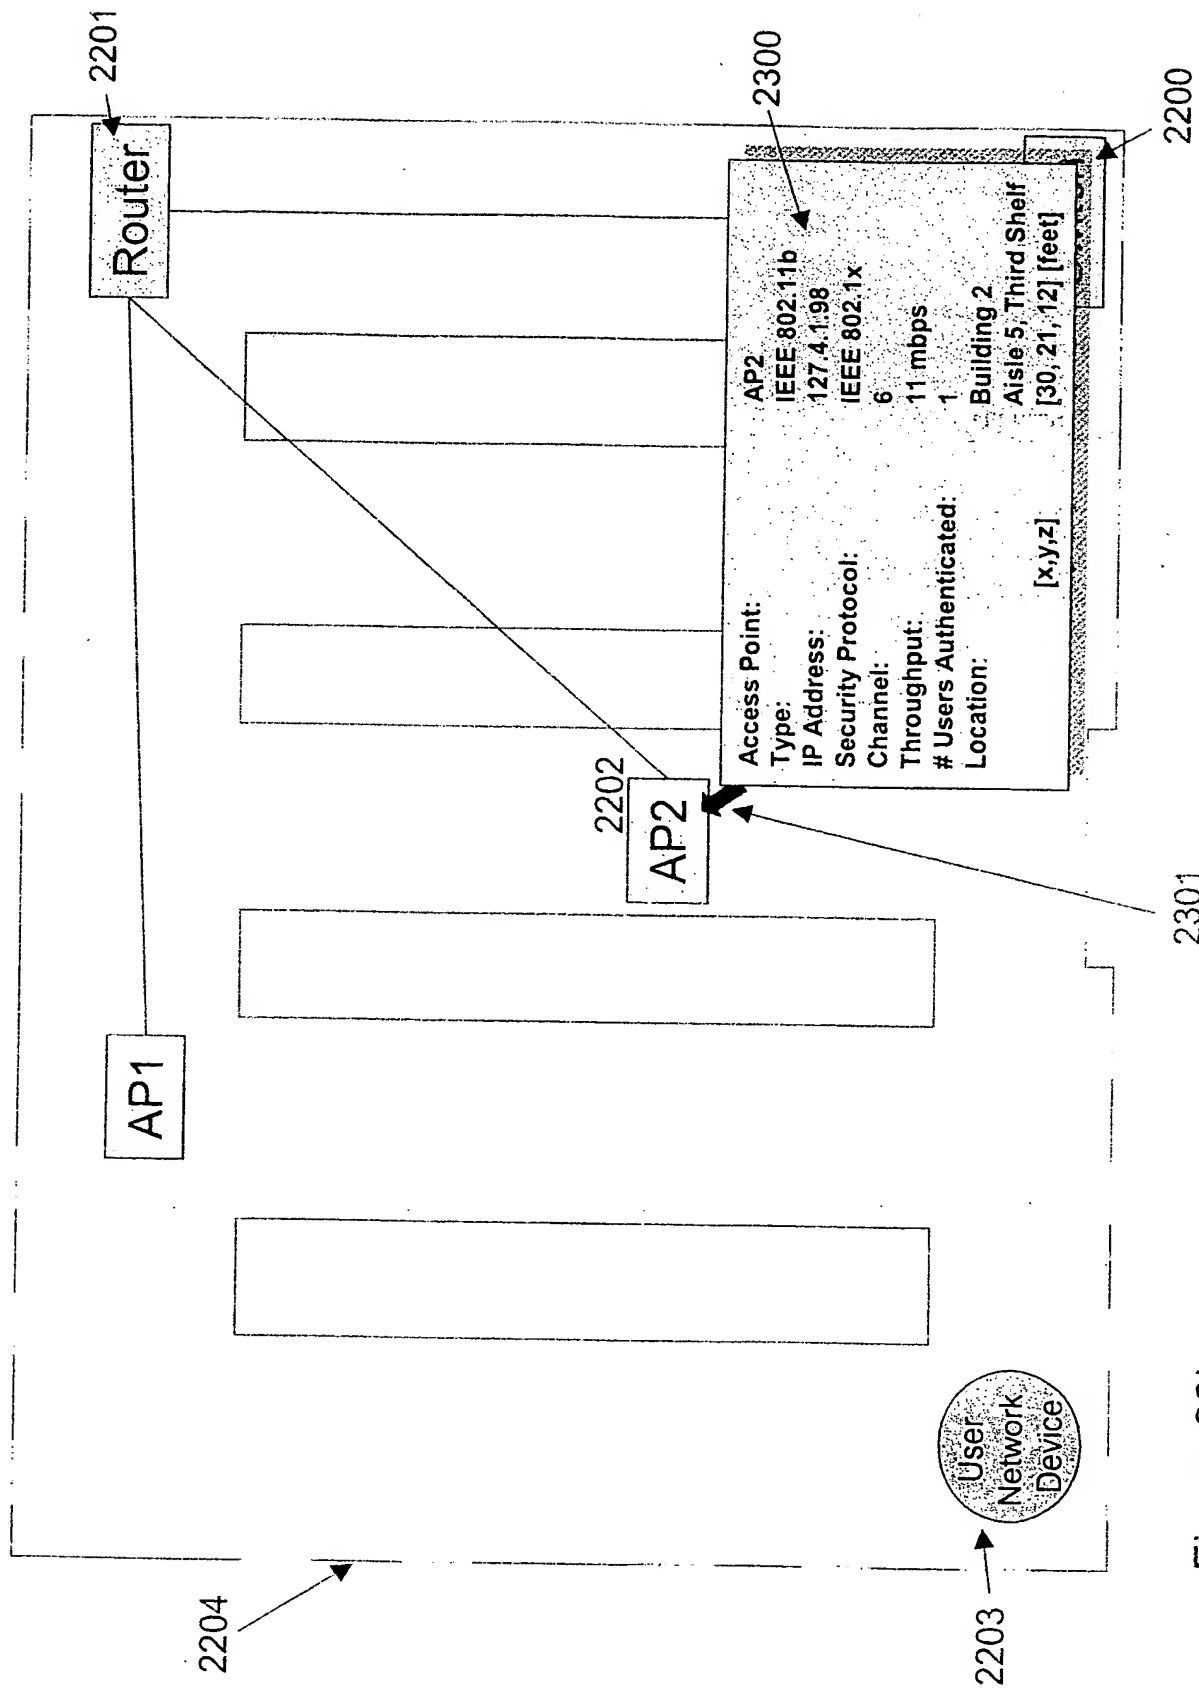 2201
Router
2300
AP1
2202
AP2
Access Point: AP2
Type: IEEE 802.11b
IP Address: 127.4.1.98
Security Protocol: IEEE 802.1x
Channel: 6
Throughput: 11 mbps
# Users Authenticated: 1
Location: Building 2
Aisle 5, Third Shelf
[x,y,z] [30, 21, 12] [feet]
2200
2301
User
Network
Device
2204
2203